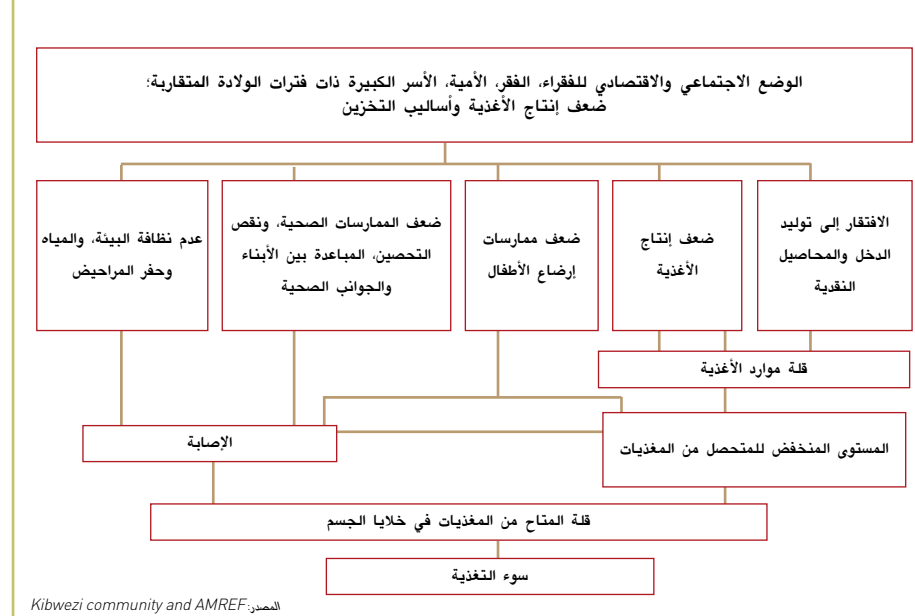 الوضع الاجتماعي والاقتصادي للفقراء، الفقر، الأمية، الأسر الكبيرة ذات فترات الولادة المتقاربة؛
ضعف إنتاج الأغذية وأساليب التخزين
الافتقار إلى توليد
الدخل والمحاصيل
النقدية
ضعف إنتاج
الأغذية
ضعف ممارسات
إرضاع الأطفال
ضعف الممارسات الصحية، ونقص
التحصين، المباعدة بين الأبناء
والجوانب الصحية
عدم نظافة البيئة، والمياه
وحفر المراحيض
قلة موارد الأغذية
المستوى المنخفض للمتحصل من المغذيات
الإصابة
قلة المتاح من المغذيات في خلايا الجسم
سوء التغذية
المصدر: Kibwezi community and AMREF